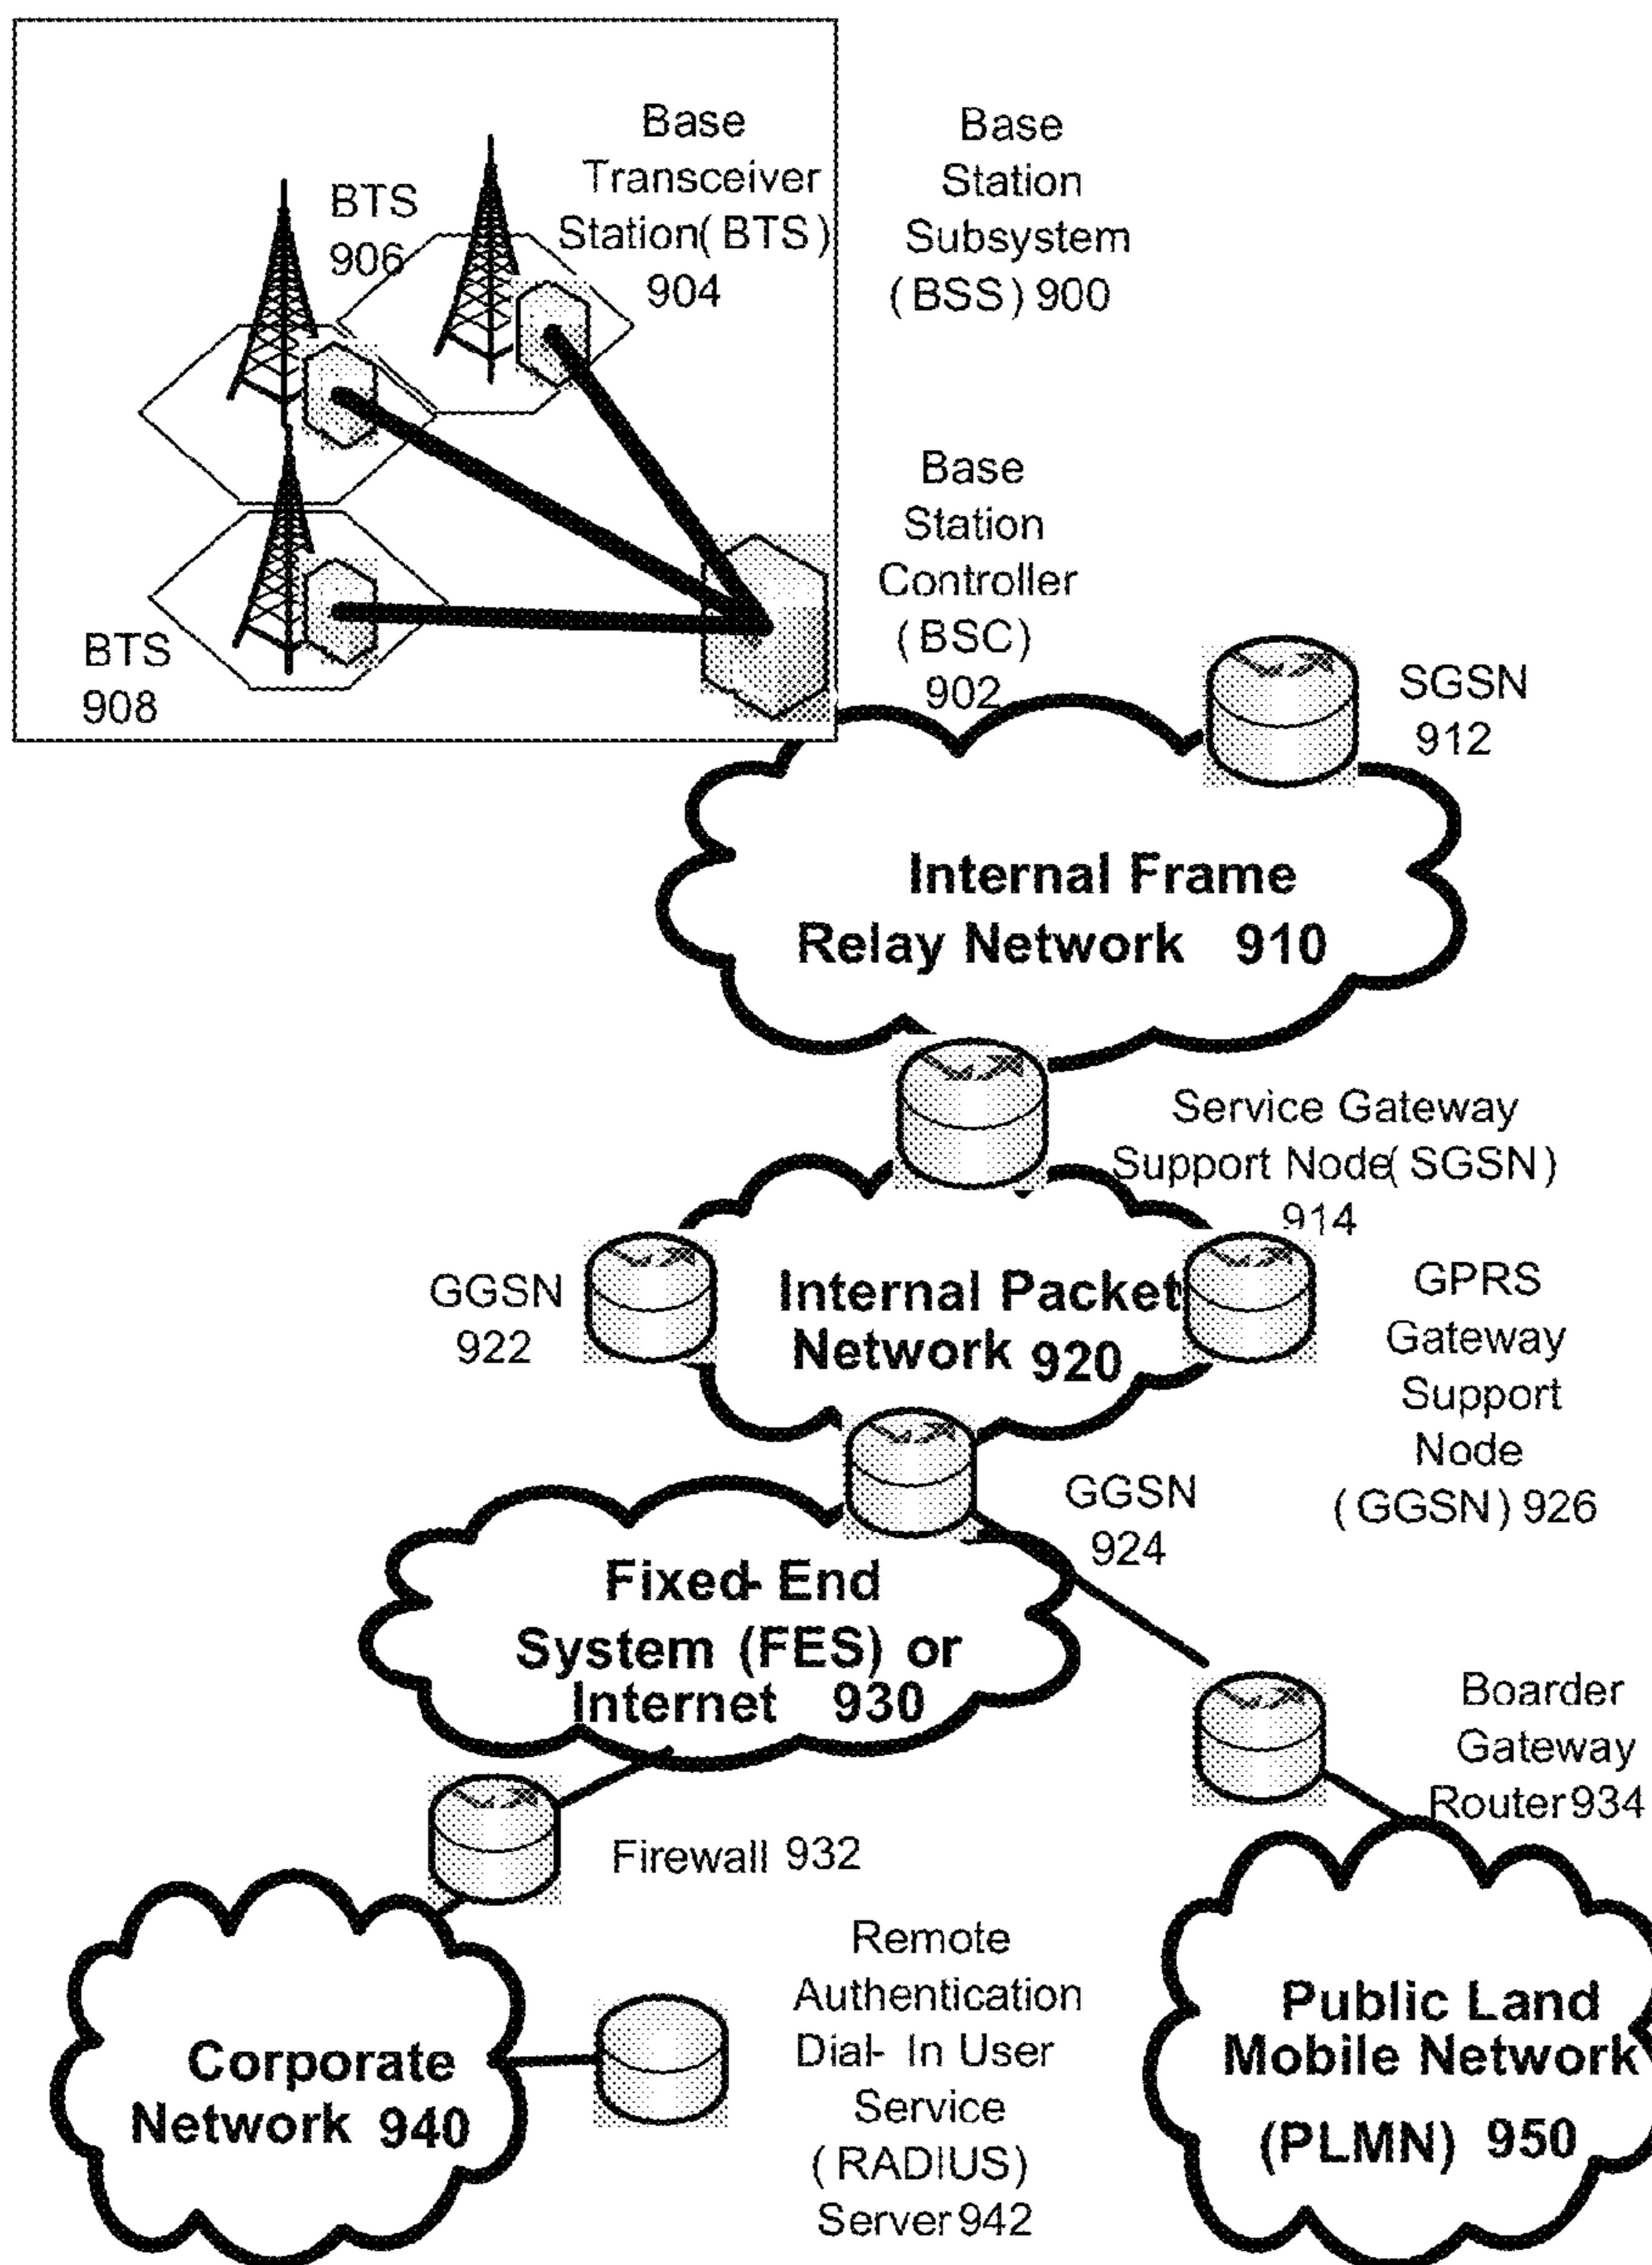 Base
Transceiver
Station( BTS )
904
BTS
906
BTS
908
Base
Station
Subsystem
( BSS ) 900
Base
Station
Controller
(BSC)
902
SGSN
912
Internal Frame
Relay Network 910
Service Gateway
Support Node( SGSN )
914
GGSN
922
Internal Packet
Network 920
GPRS
Gateway
Support
Node
( GGSN ) 926
GGSN
924
Fixed- End
System (FES) or
Internet 930
Boarder
Gateway
Router 934
Firewall 932
Remote
Authentication
Dial- In User
Service
( RADIUS )
Server 942
Corporate
Network 940
Public Land
Mobile Network
(PLMN) 950